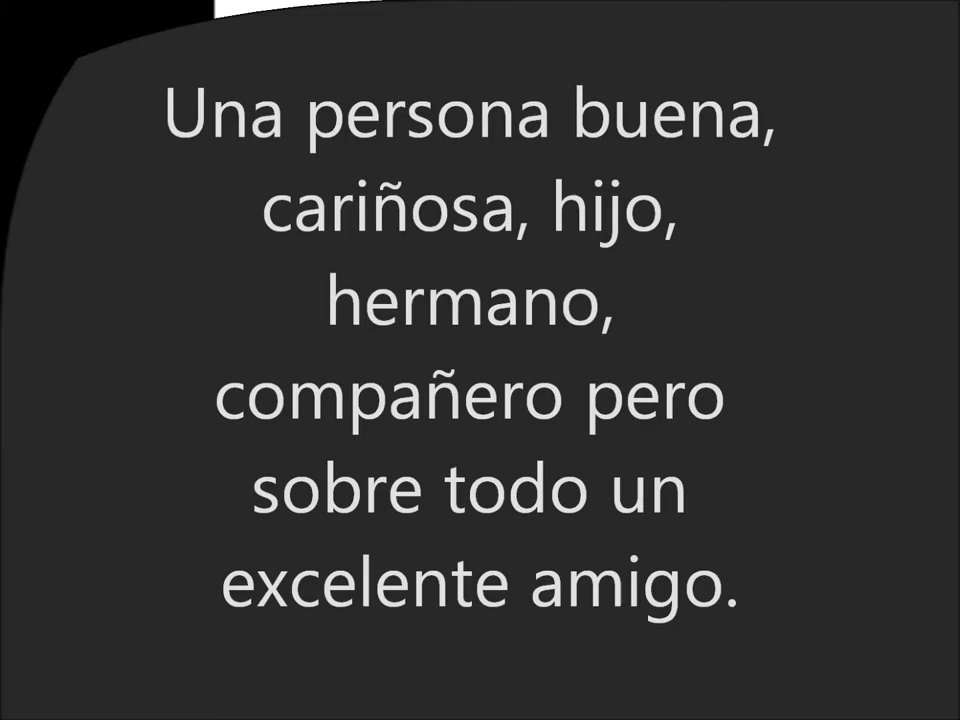 Una persona buena,
cariñosa, hijo,
hermano,
compañero pero
sobre todo un
excelente amigo.